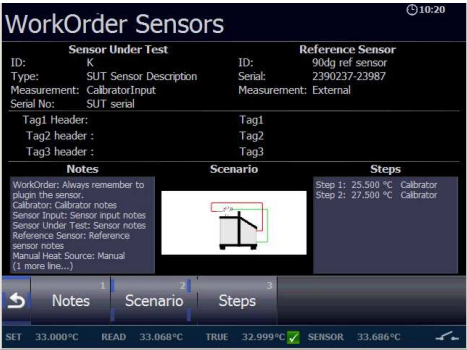 WorkOrder Sensors
10:20
Sensor Under Test
Reference Sensor
ID: K
ID: 90dg ref sensor
Type: SUT Sensor Description
Serial: 2390237-23987
Measurement: CalibratorInput
Measurement: External
Serial No: SUT serial
Tag1 Header:
Tag1
Tag2 header :
Tag2
Tag3 header :
Tag3
Notes
Scenario
Steps
WorkOrder: Always remember to
plugin the sensor.
Calibrator: Calibrator notes
Sensor Input: Sensor input notes
Sensor Under Test: Sensor notes
Reference Sensor: Reference
sensor notes
Manual Heat Source: Manual
(1 more line...)
Step 1: 25.500 °C Calibrator
Step 2: 27.500 °C Calibrator
1
Notes
2
Scenario
3
Steps
SET 33.000°C READ 33.068°C TRUE 32.999°C SENSOR 33.686°C